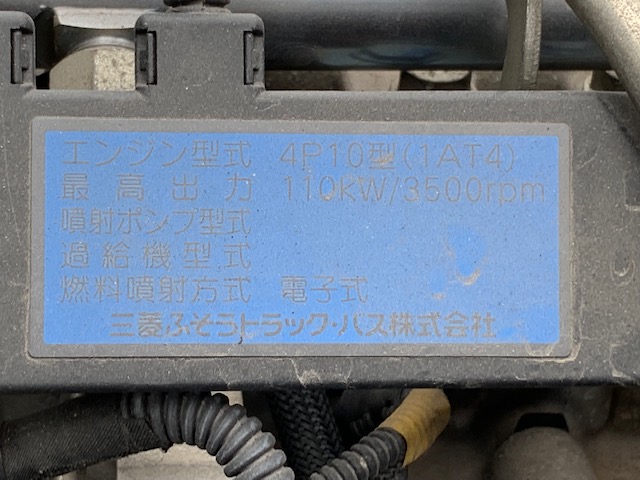 エンジン型式 4P10型(1AT4)
最高出力 110KW/3500rpm
噴射ポンプ型式
過給機型式
燃料噴射方式 電子式
三菱ふそうトラック・バス株式会社